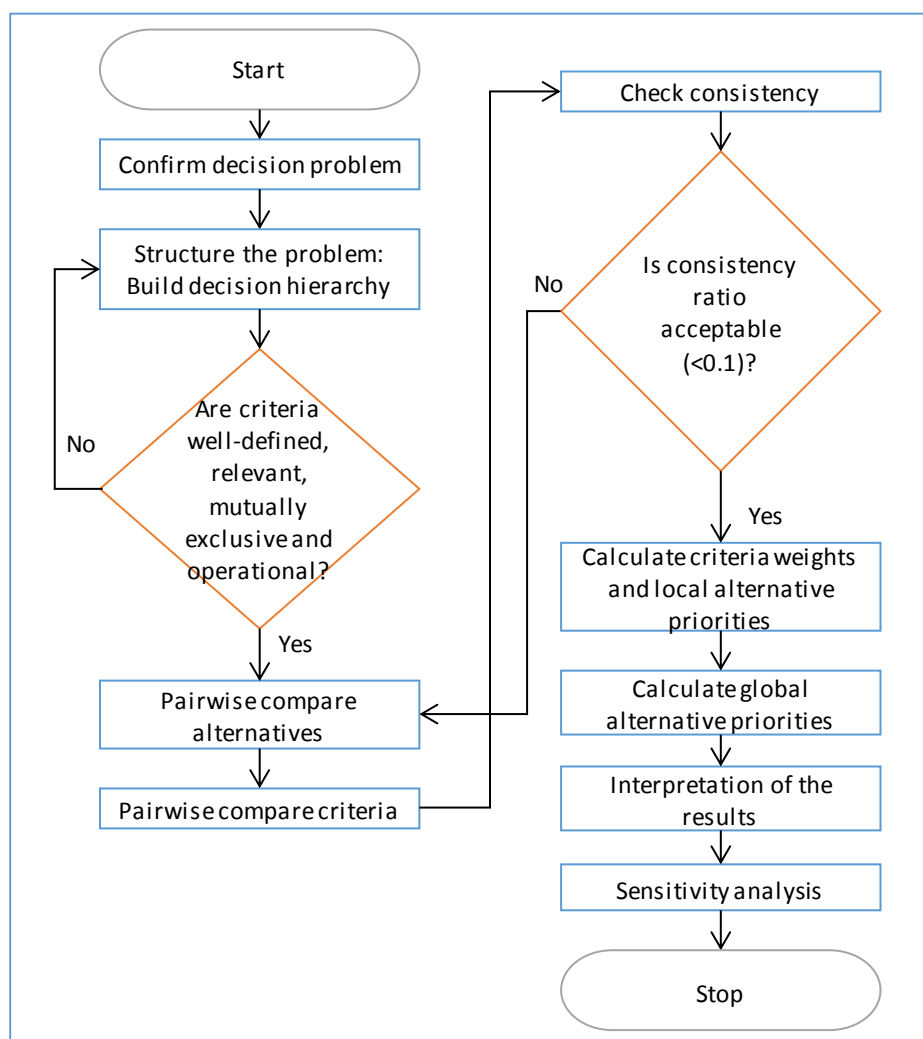 Start
Confirm decision problem
Structure the problem:
Build decision hierarchy
Are criteria
well-defined,
relevant,
mutually
exclusive and
operational?
No
Yes
Pairwise compare
alternatives
Pairwise compare criteria
Check consistency
Is consistency
ratio
acceptable
(<0.1)?
No
Yes
Calculate criteria weights
and local alternative
priorities
Calculate global
alternative priorities
Interpretation of the
results
Sensitivity analysis
Stop